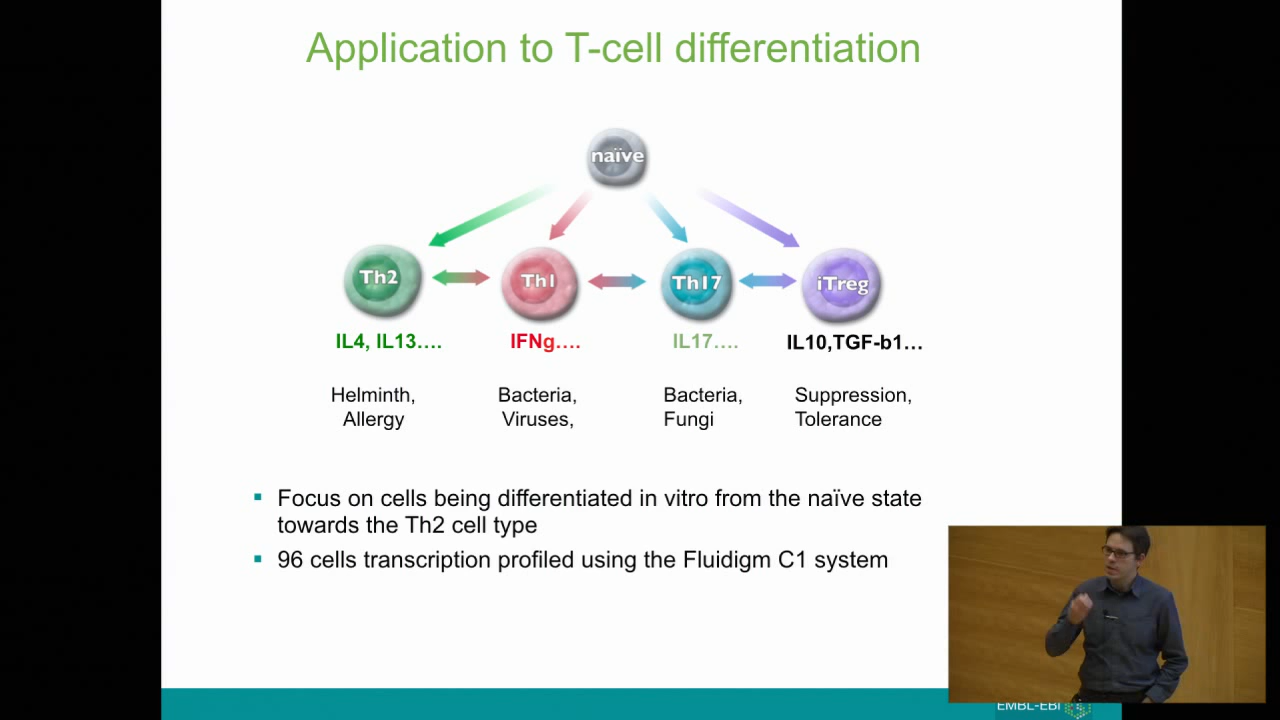 Application to T-cell differentiation
naïve
Th2 Th1 Th17 iTreg
IL4, IL13.... IFNg.... IL17.... IL10,TGF-b1...
Helminth, Bacteria, Bacteria, Suppression,
Allergy Viruses, Fungi Tolerance
▪ Focus on cells being differentiated in vitro from the naïve state
towards the Th2 cell type
▪ 96 cells transcription profiled using the Fluidigm C1 system
EMBL-EBI